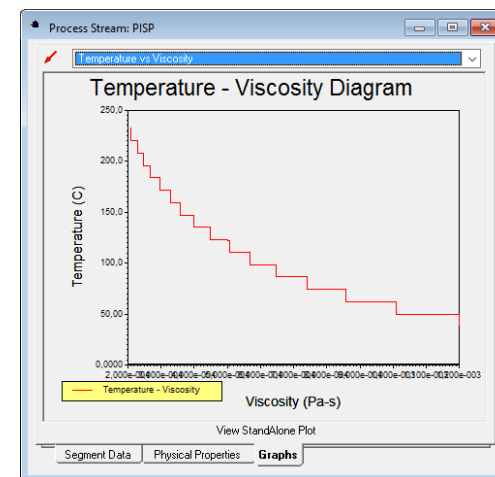 Process Stream: PISP
Temperature vs Viscosity
Temperature - Viscosity Diagram
250,0
200,0
150,0
100,0
50,00
0,0000
Temperature (C)
Temperature - Viscosity
Viscosity (Pa-s)
View StandAlone Plot
Segment Data Physical Properties Graphs